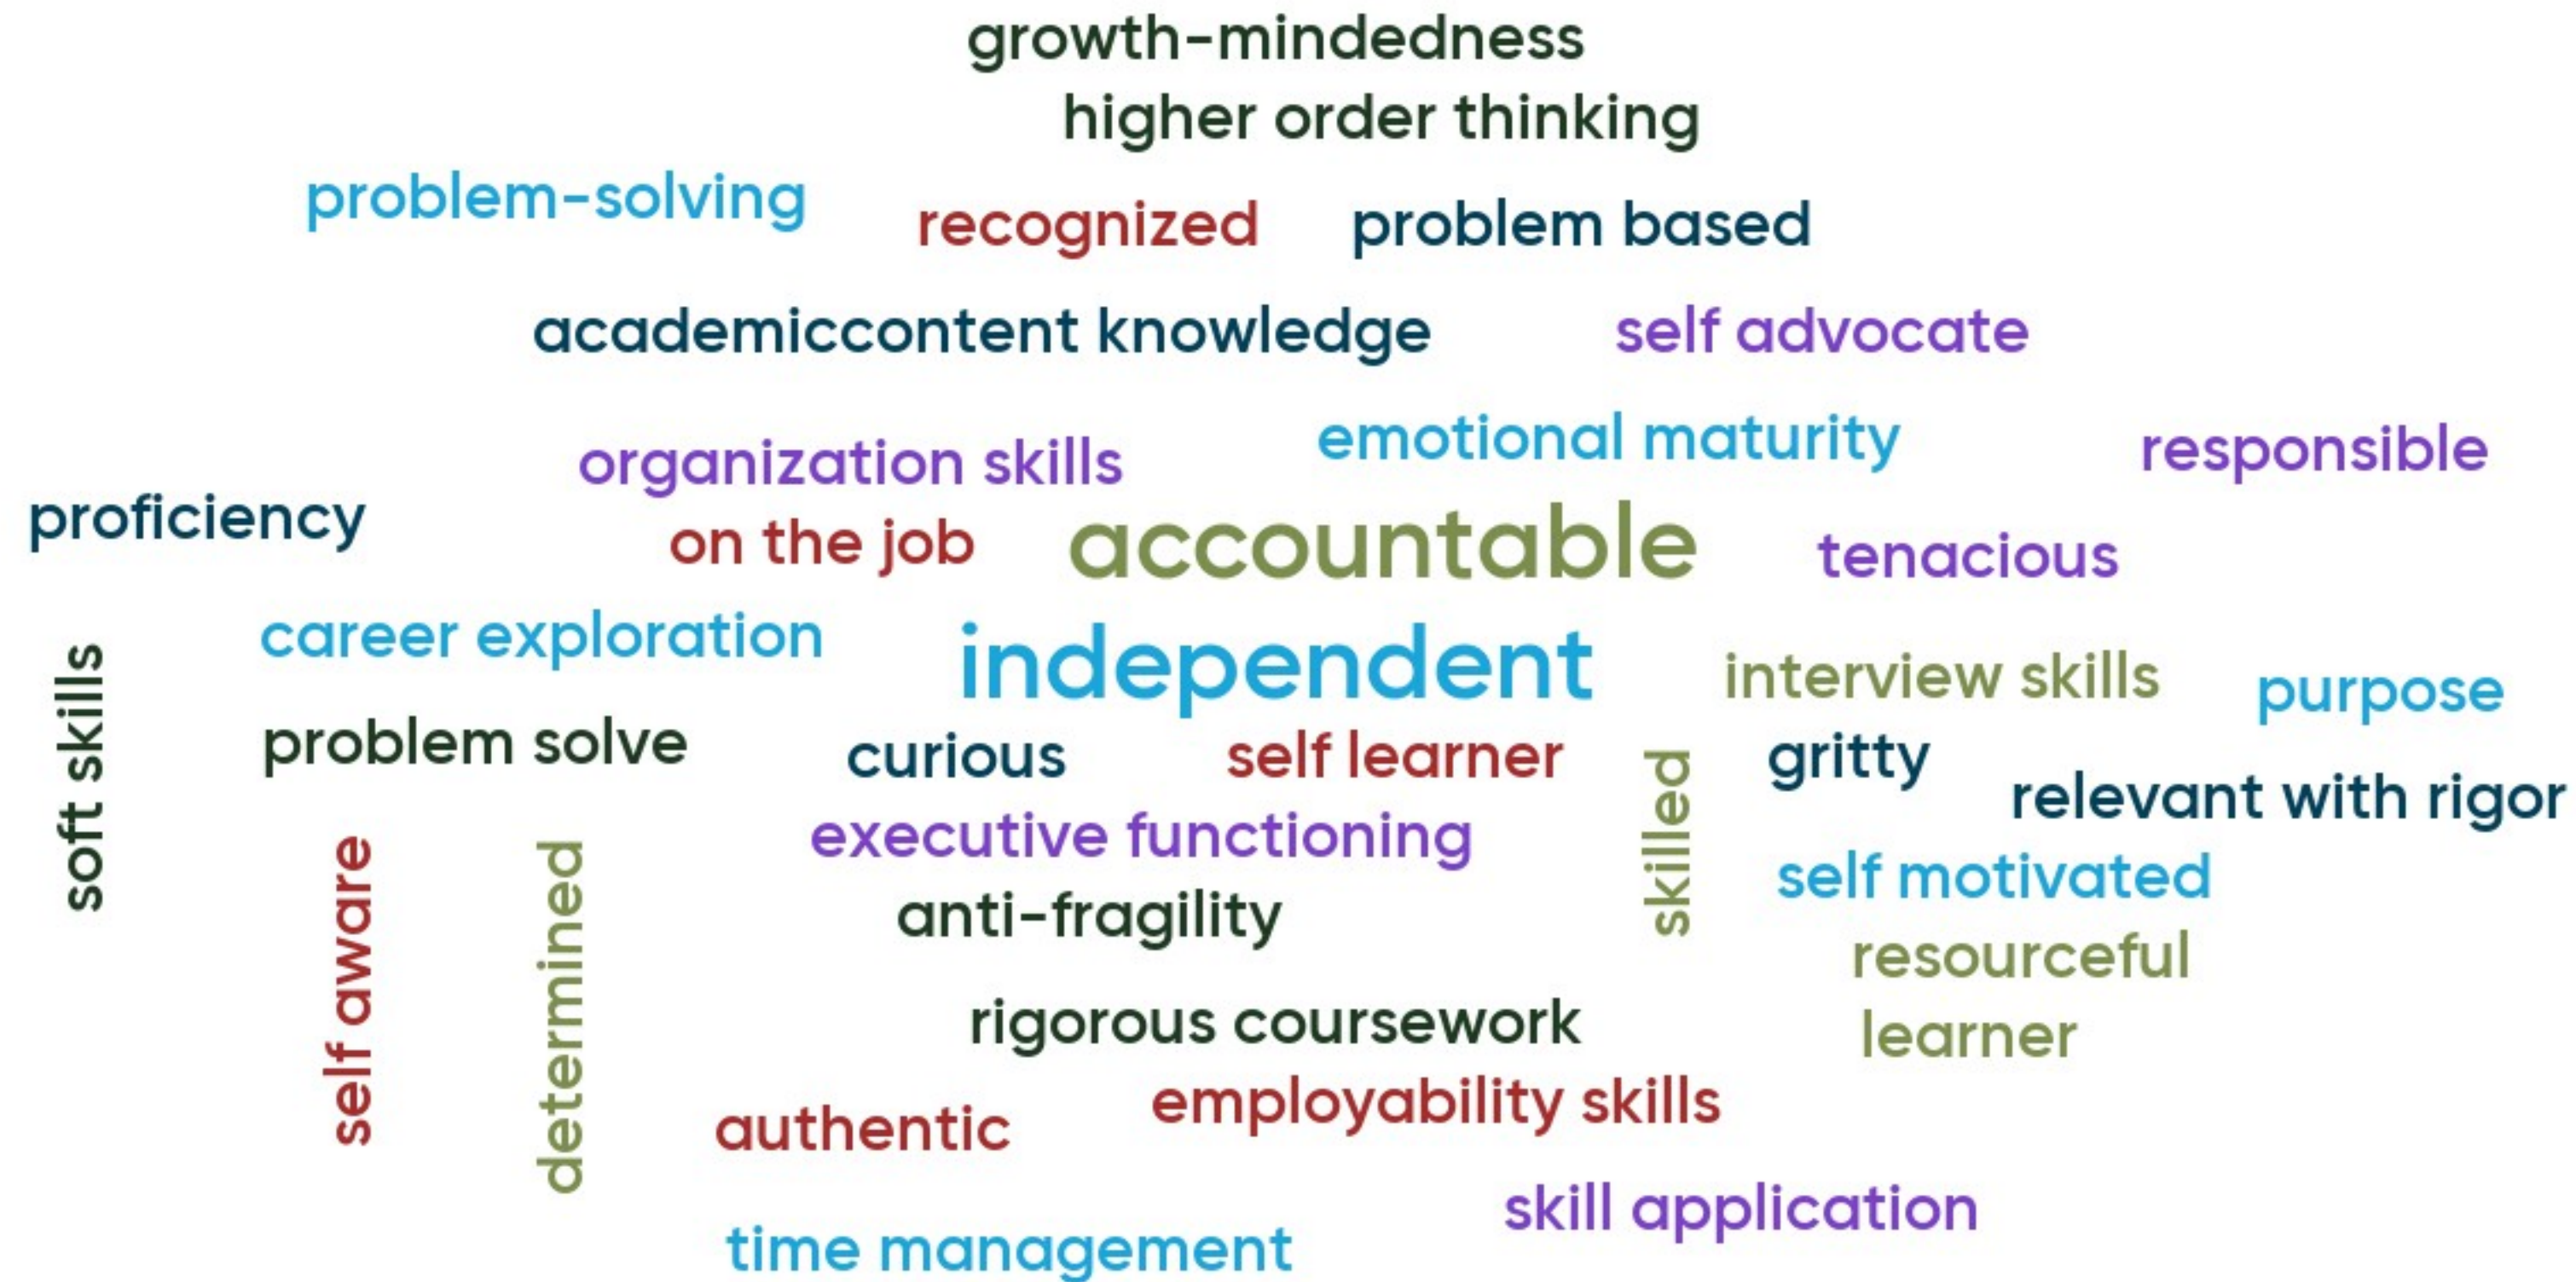 growth-mindedness
higher order thinking
problem-solving
recognized
problem based
academiccontent knowledge
self advocate
organization skills
emotional maturity
responsible
proficiency
on the job
accountable
tenacious
career exploration
independent
interview skills
purpose
soft skills
problem solve
curious
self learner
skilled
gritty
relevant with rigor
executive functioning
self motivated
self aware
determined
anti-fragility
resourceful
rigorous coursework
learner
authentic
employability skills
skill application
time management